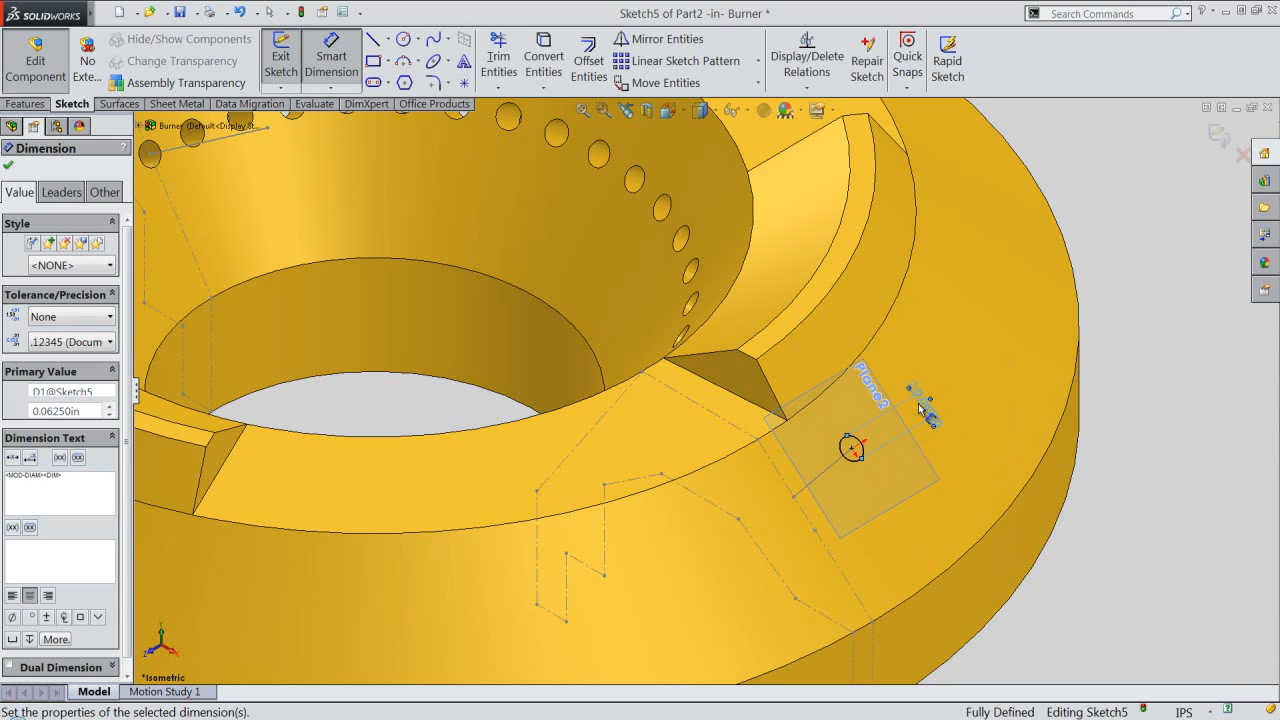 SOLIDWORKS
Sketch5 of Part2 -in- Burner *
Search Commands
Edit Component
No Exte...
Hide/Show Components
Change Transparency
Assembly Transparency
Exit Sketch
Smart Dimension
Trim Entities
Convert Entities
Offset Entities
Mirror Entities
Linear Sketch Pattern
Move Entities
Display/Delete Relations
Repair Sketch
Quick Snaps
Rapid Sketch
Features
Sketch
Surfaces
Sheet Metal
Data Migration
Evaluate
DimXpert
Office Products
Burner (Default<Display St...
Dimension
Value
Leaders
Other
Style
<NONE>
Tolerance/Precision
None
.12345 (Docum
Primary Value
D1@Sketch5
0.06250in
Dimension Text
<MOD-DIAM><DIM>
More.
Dual Dimension
Plane2
*Isometric
Model
Motion Study 1
Set the properties of the selected dimension(s).
Fully Defined
Editing Sketch5
IPS